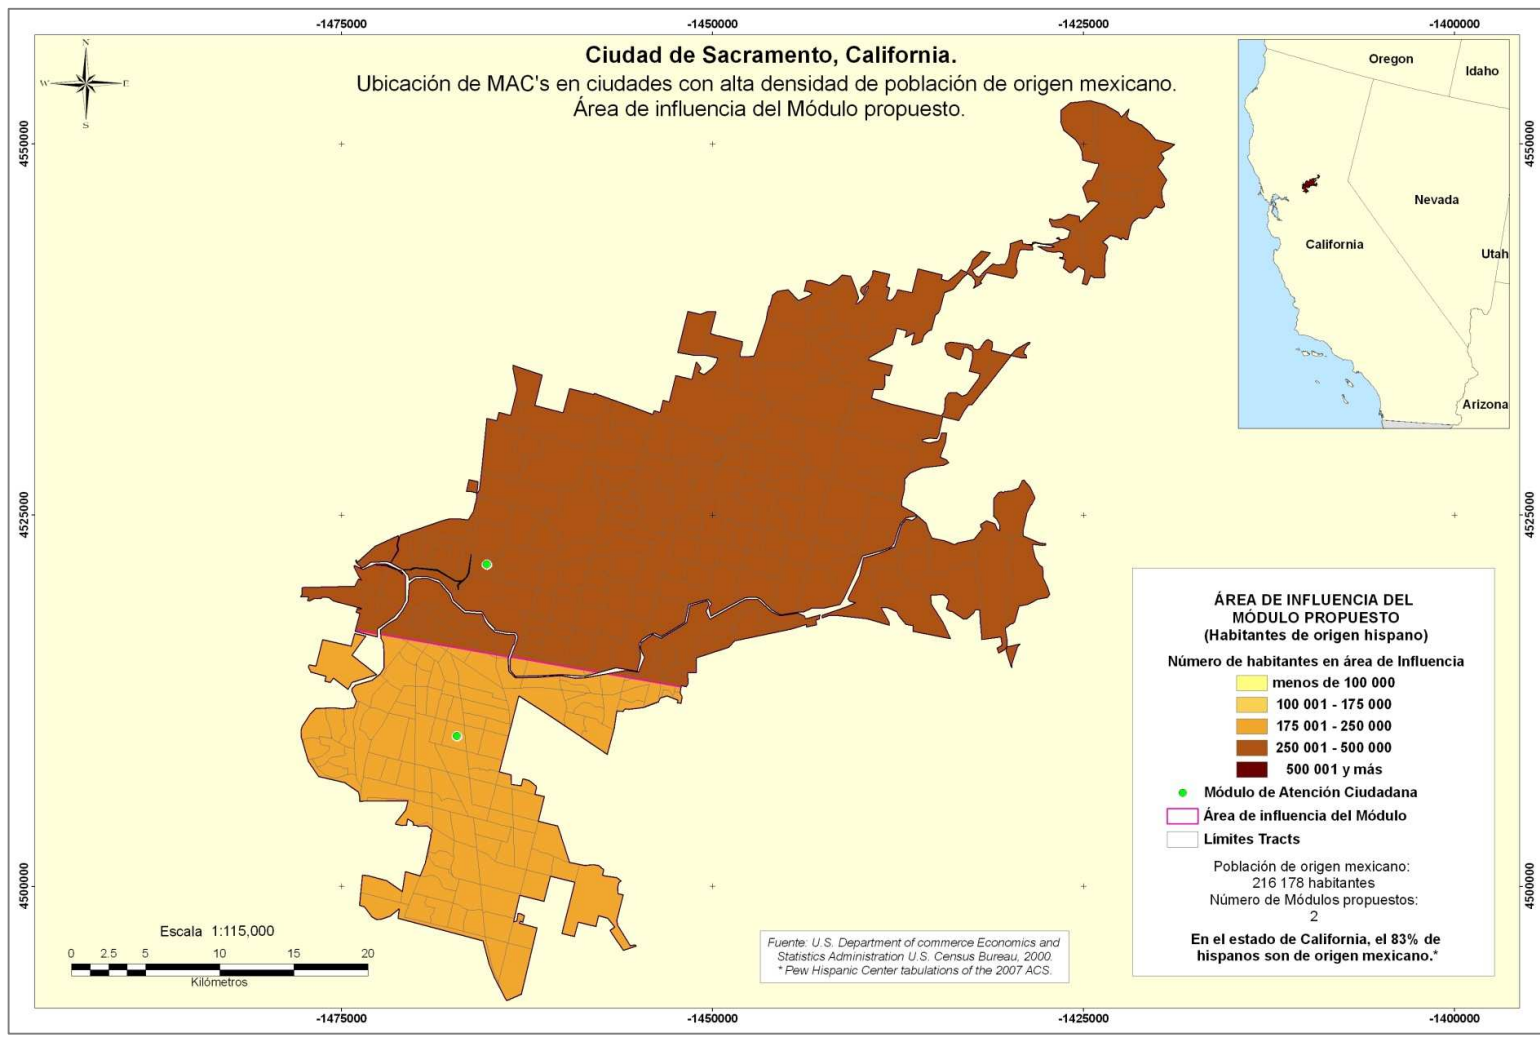 -1475000
-1450000
-1425000
-1400000
Ciudad de Sacramento, California.
Ubicación de MAC's en ciudades con alta densidad de población de origen mexicano.
Área de influencia del Módulo propuesto.
N
W
E
S
Oregon
Idaho
Nevada
California
Utah
Arizona
4550000
4550000
4525000
4525000
4500000
4500000
ÁREA DE INFLUENCIA DEL
MÓDULO PROPUESTO
(Habitantes de origen hispano)
Número de habitantes en área de Influencia
menos de 100 000
100 001 - 175 000
175 001 - 250 000
250 001 - 500 000
500 001 y más
Módulo de Atención Ciudadana
Área de influencia del Módulo
Límites Tracts
Población de origen mexicano:
216 178 habitantes
Número de Módulos propuestos:
2
En el estado de California, el 83% de
hispanos son de origen mexicano.*
Escala 1:115,000
0 2.5 5 10 15 20
Kilómetros
Fuente: U.S. Department of commerce Economics and
Statistics Administration U.S. Census Bureau, 2000.
* Pew Hispanic Center tabulations of the 2007 ACS.
-1475000
-1450000
-1425000
-1400000